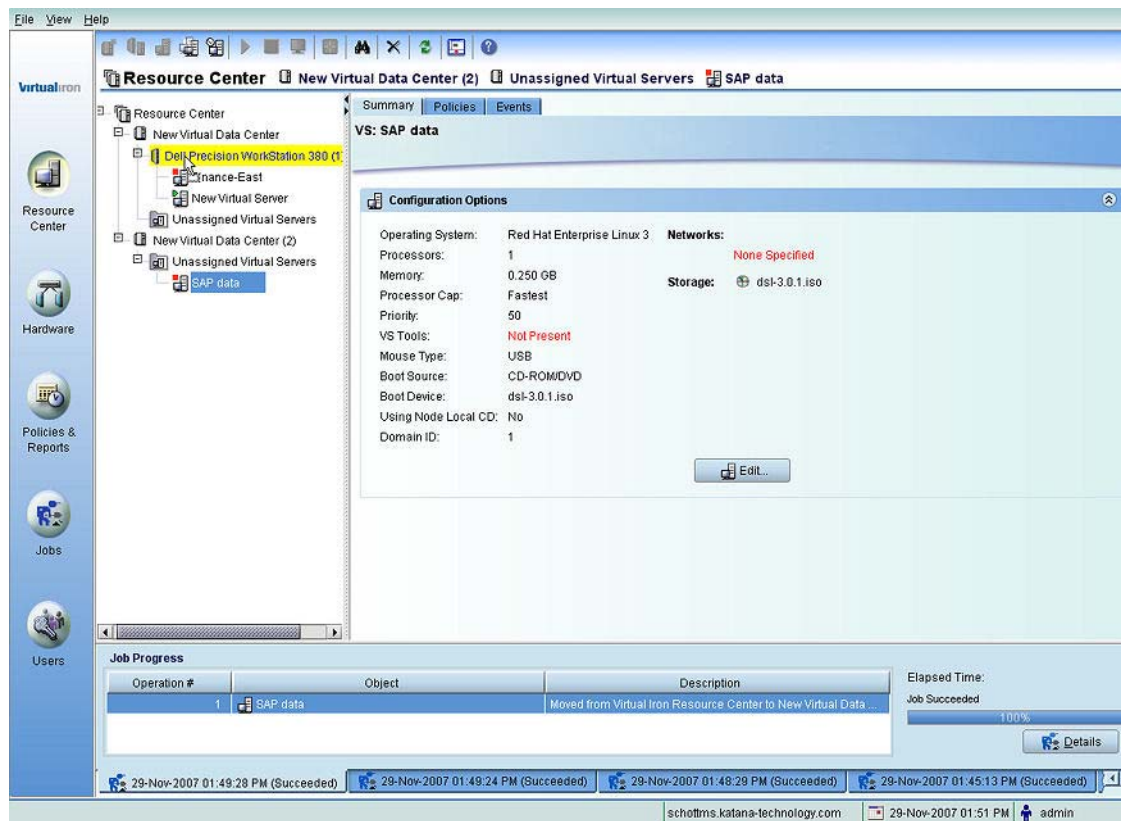 File View Help
Virtualiron
Resource Center New Virtual Data Center (2) Unassigned Virtual Servers SAP data
Resource Center
Hardware
Policies & Reports
Jobs
Users
Resource Center
New Virtual Data Center
Dell Precision WorkStation 380 (1
nance-East
New Virtual Server
Unassigned Virtual Servers
New Virtual Data Center (2)
Unassigned Virtual Servers
SAP data
Summary Policies Events
VS: SAP data
Configuration Options
Operating System: Red Hat Enterprise Linux 3
Processors: 1
Memory: 0.250 GB
Processor Cap: Fastest
Priority: 50
VS Tools: Not Present
Mouse Type: USB
Boot Source: CD-ROM/DVD
Boot Device: dsl-3.0.1.iso
Using Node Local CD: No
Domain ID: 1
Networks:
None Specified
Storage: dsl-3.0.1.iso
Edit...
Job Progress
Operation # Object Description
1 SAP data Moved from Virtual Iron Resource Center to New Virtual Data ...
Elapsed Time:
Job Succeeded
100%
Details
29-Nov-2007 01:49:28 PM (Succeeded) 29-Nov-2007 01:49:24 PM (Succeeded) 29-Nov-2007 01:48:29 PM (Succeeded) 29-Nov-2007 01:45:13 PM (Succeeded)
schottms.katana-technology.com 29-Nov-2007 01:51 PM admin